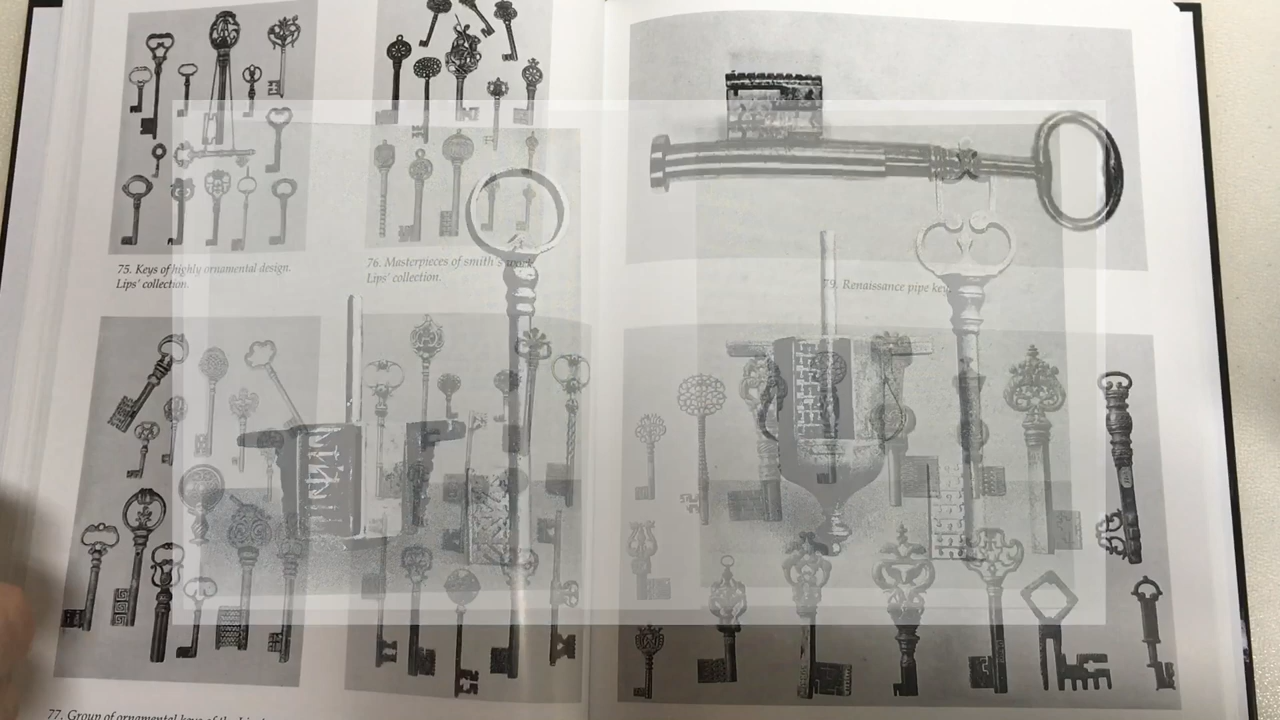 75. Keys of highly ornamental design.
Lips' collection.
76. Masterpieces of smith's work
Lips' collection.
79. Renaissance pipe key.
77. Group of ornamental keys of the